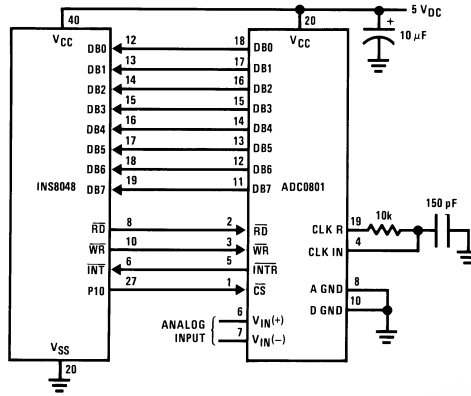 5 V DC
40
20
+
10 μF
VCC
VCC
DB0 12 18 DB0
DB1 13 17 DB1
DB2 14 16 DB2
DB3 15 15 DB3
DB4 16 14 DB4
DB5 17 13 DB5
DB6 18 12 DB6
DB7 19 11 DB7
INS8048
ADC0801
150 pF
RD 8 2 RD
CLK R 19 10k
WR 10 3 WR
CLK IN 4
INT 6 5 INTR
P10 27 1 CS
A GND 8
D GND 10
ANALOG INPUT
6 VIN(+)
7 VIN(−)
VSS
20